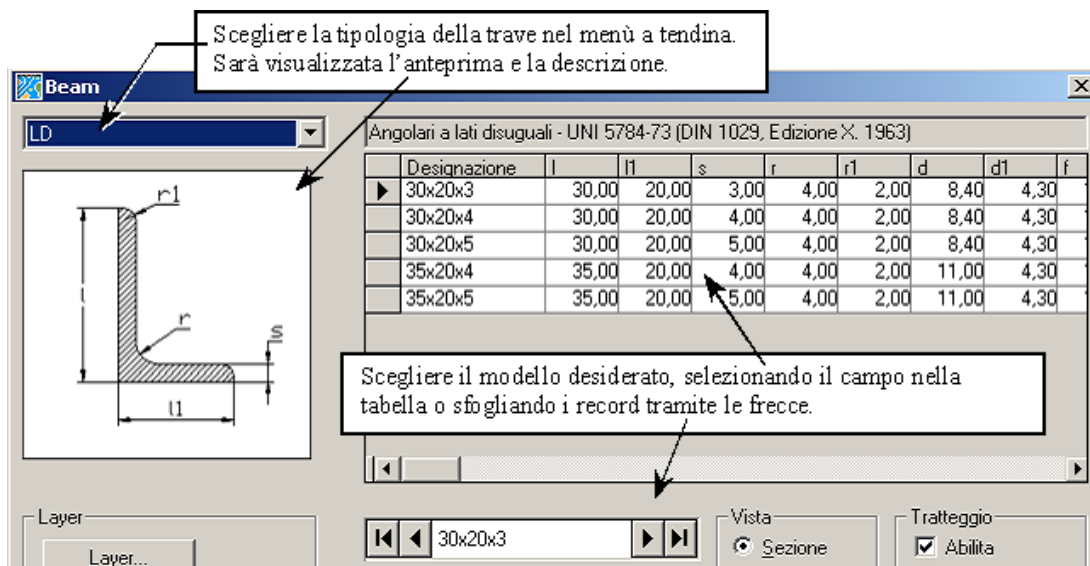 Scegliere la tipologia della trave nel menù a tendina.
Sarà visualizzata l'anteprima e la descrizione.
Beam
LD
Angolari a lati disuguali - UNI 5784-73 (DIN 1029, Edizione X. 1963)
Designazione l l1 s r r1 d d1 f
30x20x3 30,00 20,00 3,00 4,00 2,00 8,40 4,30
30x20x4 30,00 20,00 4,00 4,00 2,00 8,40 4,30
30x20x5 30,00 20,00 5,00 4,00 2,00 8,40 4,30
35x20x4 35,00 20,00 4,00 4,00 2,00 11,00 4,30
35x20x5 35,00 20,00 5,00 4,00 2,00 11,00 4,30
r1
l
r
s
l1
Scegliere il modello desiderato, selezionando il campo nella
tabella o sfogliando i record tramite le frecce.
Layer
Layer...
30x20x3
Vista
Sezione
Tratteggio
Abilita